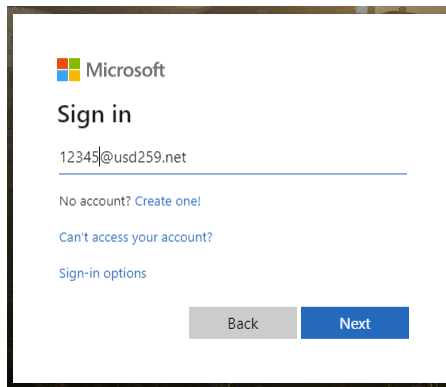 Microsoft
Sign in
12345@usd259.net
No account? Create one!
Can't access your account?
Sign-in options
Back Next